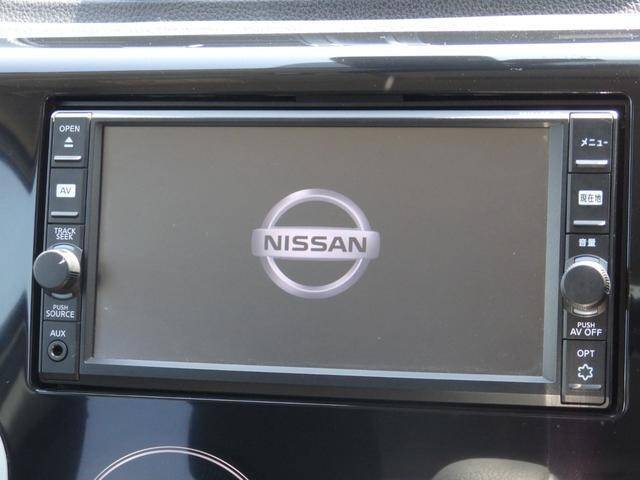 OPEN
AV
TRACK
SEEK
PUSH
SOURCE
AUX
NISSAN
メニュー
現在地
音量
PUSH
AV OFF
OPT